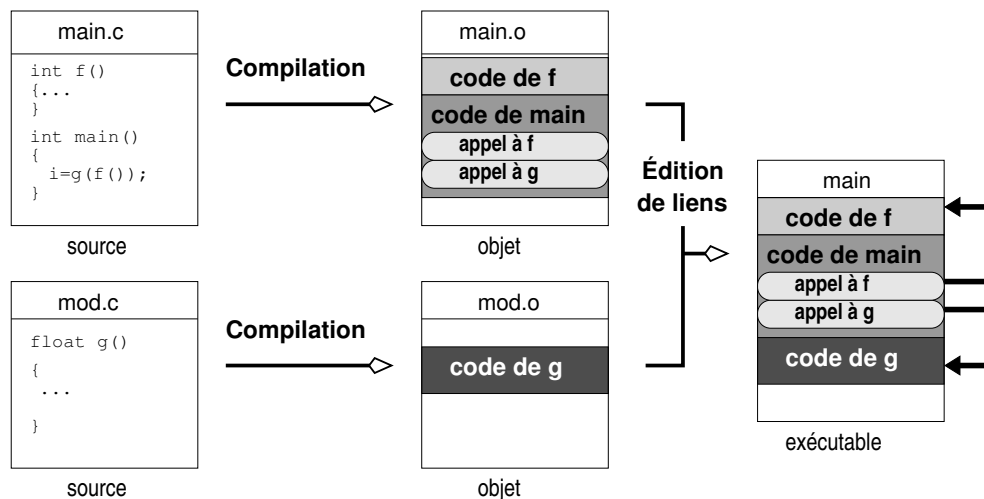 main.c
int f()
{...
}
int main()
{
i=g(f());
}
source
Compilation
main.o
code de f
code de main
appel à f
appel à g
objet
mod.c
float g()
{
...
}
source
Compilation
mod.o
code de g
objet
Édition
de liens
main
code de f
code de main
appel à f
appel à g
code de g
exécutable